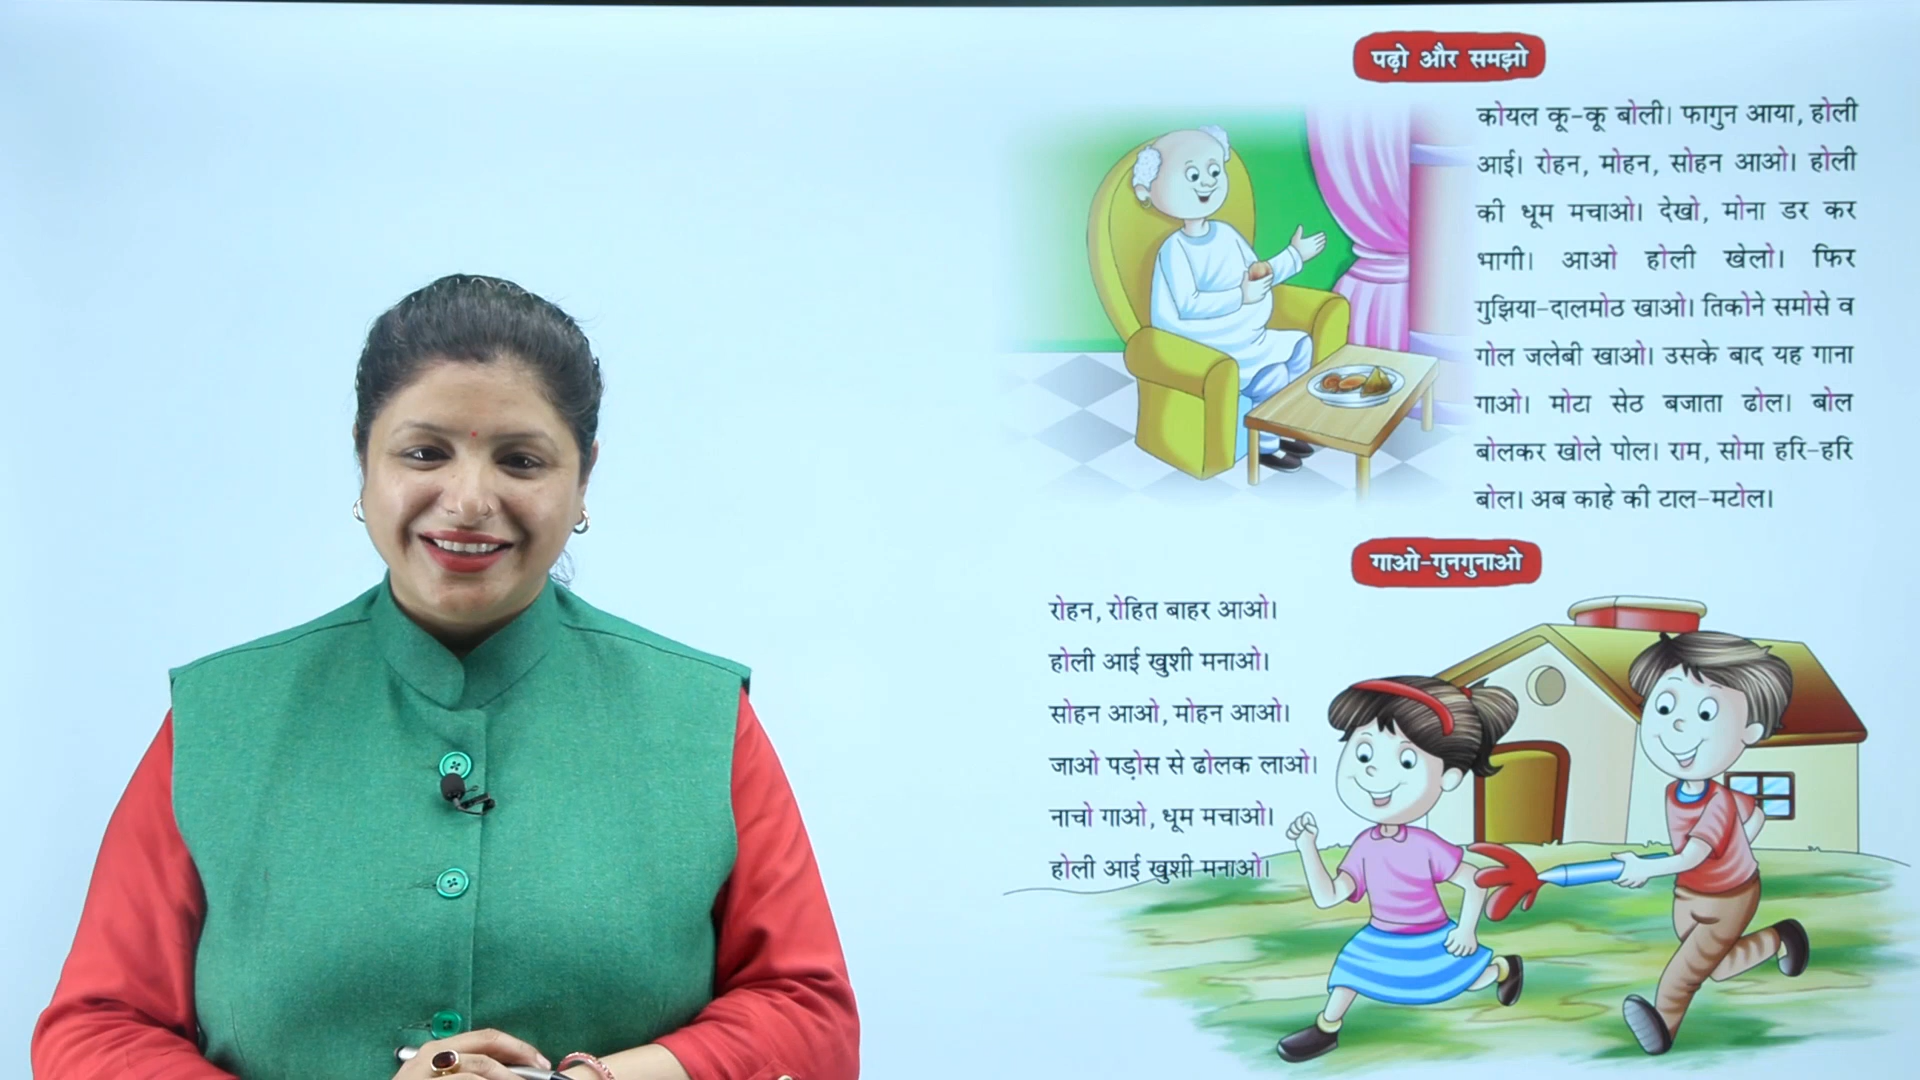 पढ़ो और समझो
कोयल कू-कू बोली। फागुन आया, होली
आई। रोहन, मोहन, सोहन आओ। होली
की धूम मचाओ। देखो, मोना डर कर
भागी। आओ होली खेलो। फिर
गुझिया-दालमोठ खाओ। तिकोने समोसे व
गोल जलेबी खाओ। उसके बाद यह गाना
गाओ। मोटा सेठ बजाता ढोल। बोल
बोलकर खोले पोल। राम, सोमा हरि-हरि
बोल। अब काहे की टाल-मटोल।
गाओ-गुनगुनाओ
रोहन, रोहित बाहर आओ।
होली आई खुशी मनाओ।
सोहन आओ, मोहन आओ।
जाओ पड़ोस से ढोलक लाओ।
नाचो गाओ, धूम मचाओ।
होली आई खुशी मनाओ।